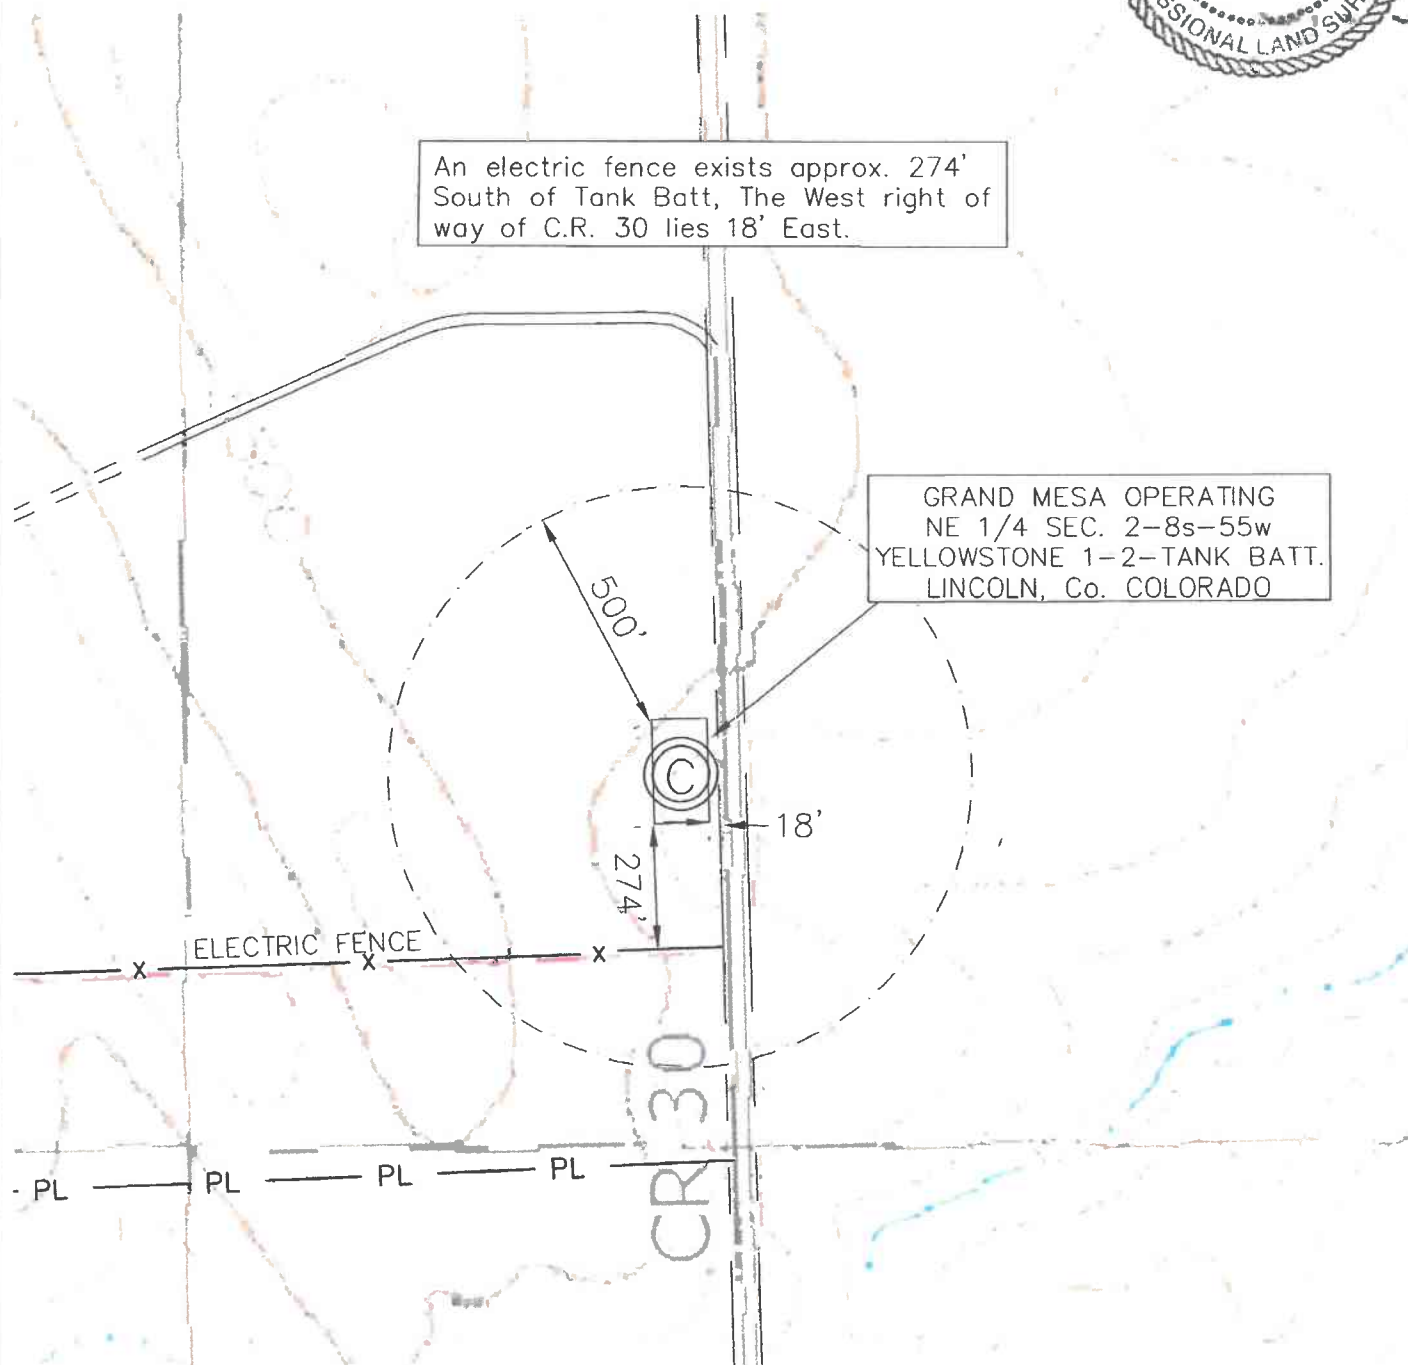 SSIONAL LAND SUR
An electric fence exists approx. 274'
South of Tank Batt, The West right of
way of C.R. 30 lies 18' East.
GRAND MESA OPERATING
NE 1/4 SEC. 2-8s-55w
YELLOWSTONE 1-2-TANK BATT.
LINCOLN, Co. COLORADO
500'
C
18'
274'
ELECTRIC FENCE
X X X
CR 30
PL PL PL PL